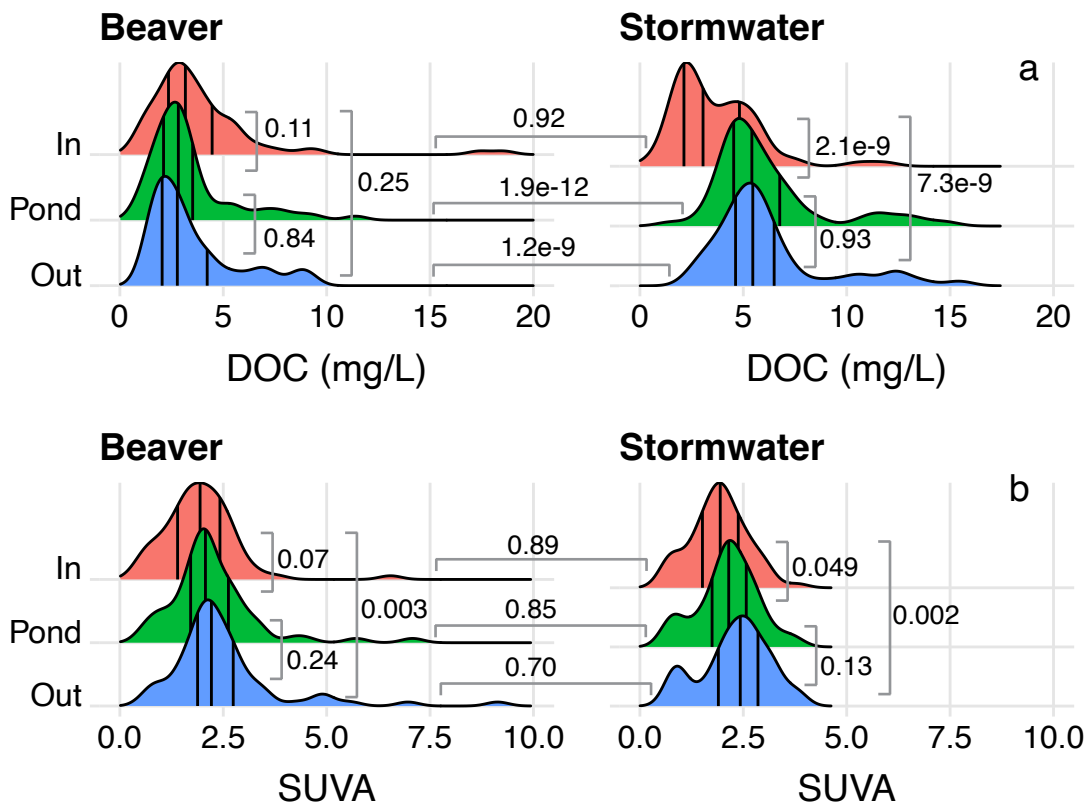 Beaver Stormwater
a
In 0.11 0.92 2.1e-9
0.25 1.9e-12 7.3e-9
Pond 0.84 0.93
Out 1.2e-9
0 5 10 15 20 0 5 10 15 20
DOC (mg/L) DOC (mg/L)
Beaver Stormwater
b
In 0.07 0.89 0.049
0.003 0.85 0.002
Pond 0.24 0.13
Out 0.70
0.0 2.5 5.0 7.5 10.0 0.0 2.5 5.0 7.5 10.0
SUVA SUVA